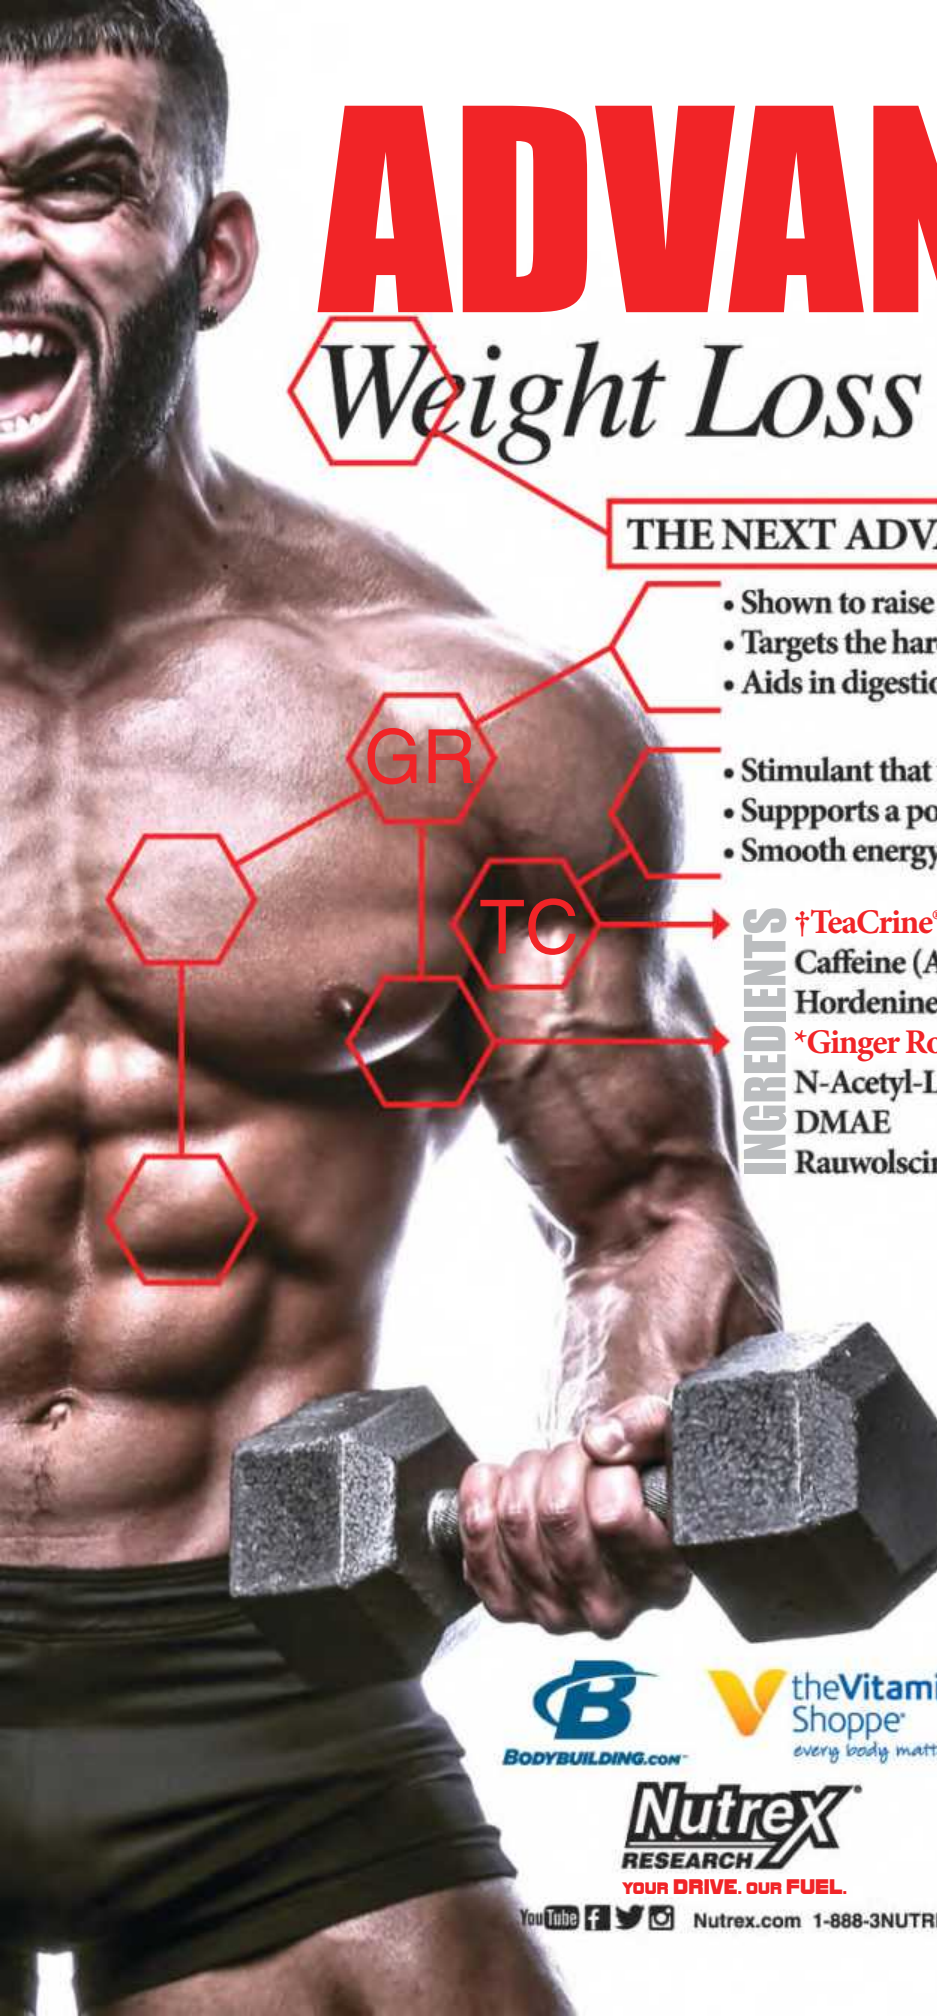 ADVAN
Weight Loss
THE NEXT ADVA
• Shown to raise
• Targets the har
• Aids in digestio
GR
• Stimulant that
• Suppports a po
• Smooth energy
TC
INGREDIENTS
†TeaCrine®
Caffeine (A
Hordenine
*Ginger Ro
N-Acetyl-L
DMAE
Rauwolscin
B
BODYBUILDING.COM
theVitami
Shoppe
every body matt
Nutrex®
RESEARCH
YOUR DRIVE. OUR FUEL.
YouTube f Nutrex.com 1-888-3NUTR